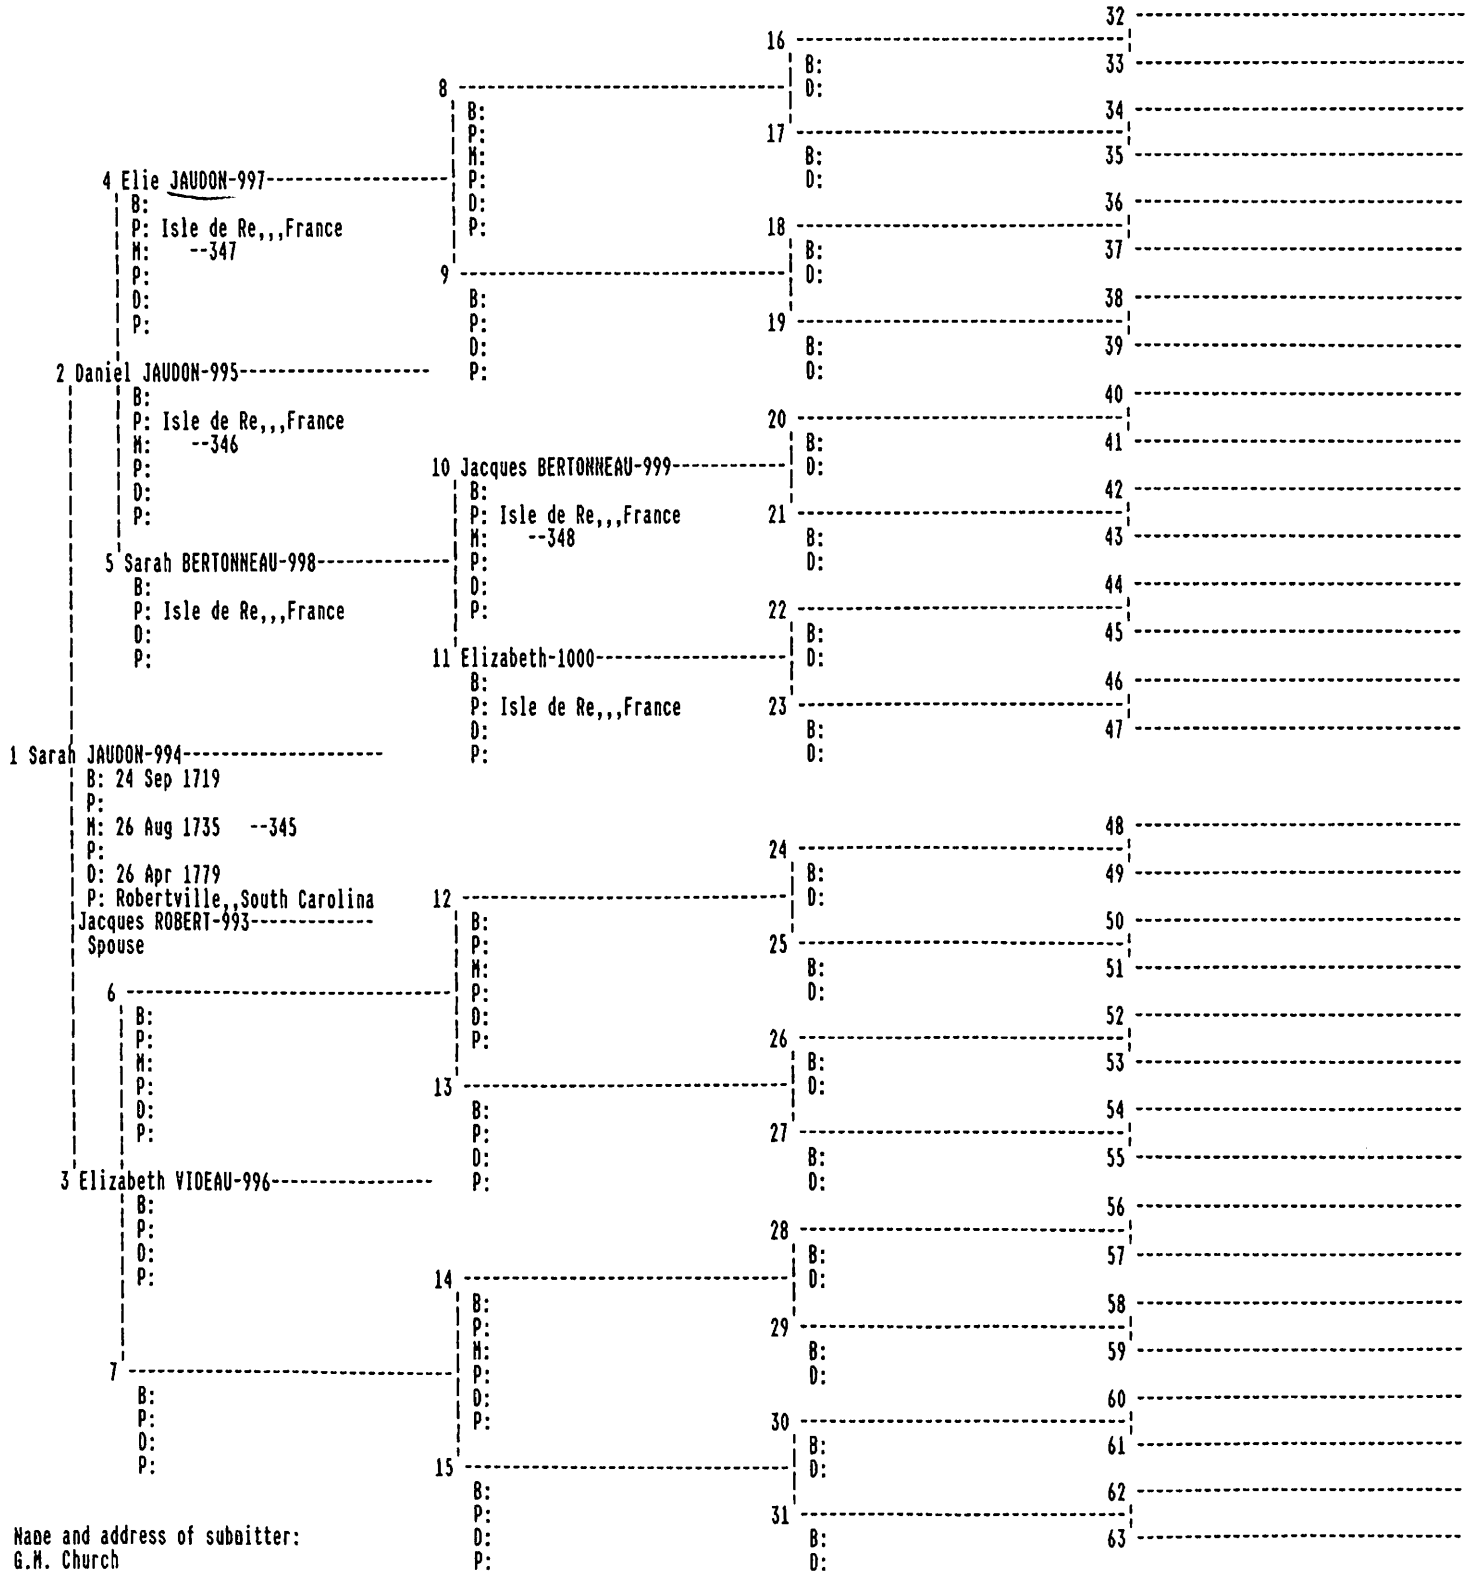 32
16
B: 33
D:
8
B: 34
P: 17
M: B: 35
4 Elie JAUDON-997 P: D:
B: D: 36
P: Isle de Re,,,France P: 18
M: --347 B: 37
P: 9 D:
D: B: 38
P: P: 19
D: B: 39
2 Daniel JAUDON-995 P: D:
B: 40
P: Isle de Re,,,France 20
M: --346 B: 41
P: 10 Jacques BERTONNEAU-999 D:
D: B: 42
P: P: Isle de Re,,,France 21
M: --348 B: 43
5 Sarah BERTONNEAU-998 P: D:
B: D: 44
P: Isle de Re,,,France P: 22
D: B: 45
P: 11 Elizabeth-1000 D:
B: 46
P: Isle de Re,,,France 23
D: B: 47
1 Sarah JAUDON-994 P: D:
B: 24 Sep 1719
P:
M: 26 Aug 1735 --345 48
P: 24
D: 26 Apr 1779 B: 49
P: Robertville,,South Carolina 12 D:
Jacques ROBERT-993 B: 50
Spouse P: 25
M: B: 51
6 P: D:
B: D: 52
P: P: 26
M: B: 53
P: 13 D:
D: B: 54
P: P: 27
D: B: 55
3 Elizabeth VIDEAU-996 P: D:
B: 56
P: 28
D: B: 57
P: 14 D:
B: 58
P: 29
M: B: 59
7 P: D:
B: D: 60
P: P: 30
D: B: 61
P: 15 D:
B: 62
P: 31
Name and address of submitter: D: B: 63
G.M. Church P: D: